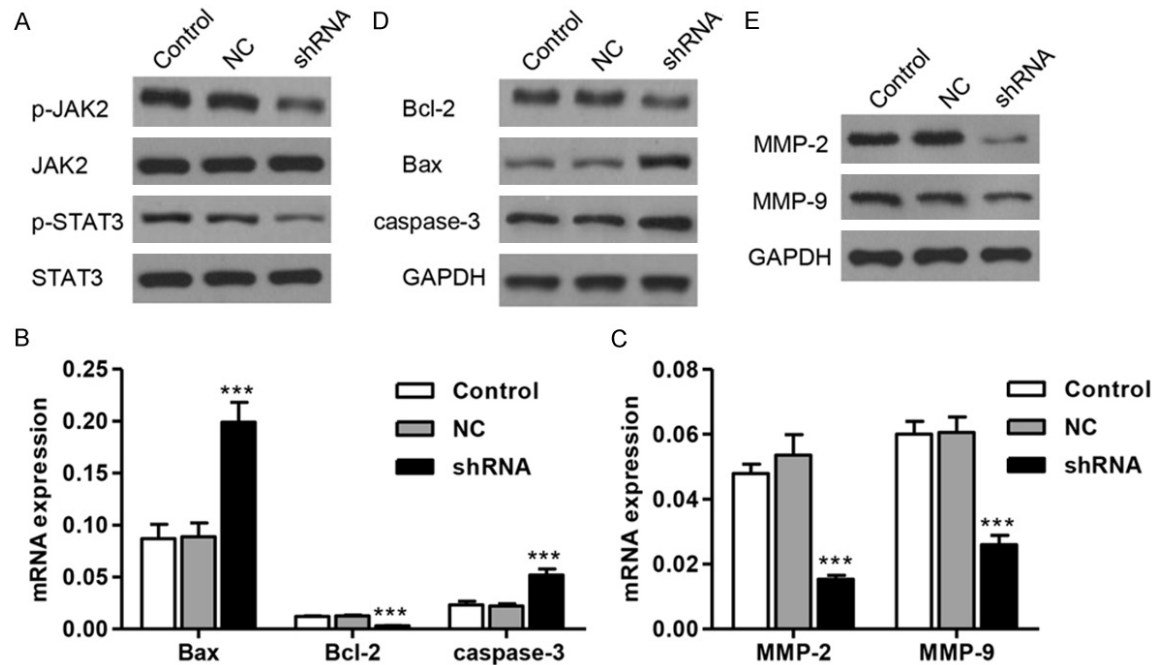 A
Control NC shRNA
p-JAK2
JAK2
p-STAT3
STAT3
D
Control NC shRNA
Bcl-2
Bax
caspase-3
GAPDH
E
Control NC shRNA
MMP-2
MMP-9
GAPDH
B
mRNA expression
0.25
0.20
0.15
0.10
0.05
0.00
***
***
***
Bax Bcl-2 caspase-3
Control
NC
shRNA
C
mRNA expression
0.08
0.06
0.04
0.02
0.00
***
***
MMP-2 MMP-9
Control
NC
shRNA